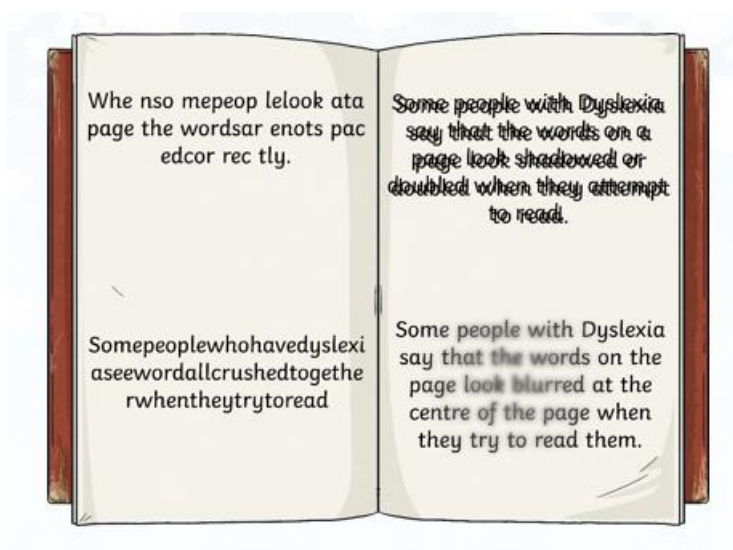 Whe nso mepeop lelook ata
page the wordsar enots pac
edcor rec tly.
Somepeoplewhohavedyslexi
aseewordallcrushedtogethe
rwhentheytrytoread
Some people with Dyslexia
say that the words on a
page look shadowed or
doubled when they attempt
to read.
Some people with Dyslexia
say that the words on the
page look blurred at the
centre of the page when
they try to read them.